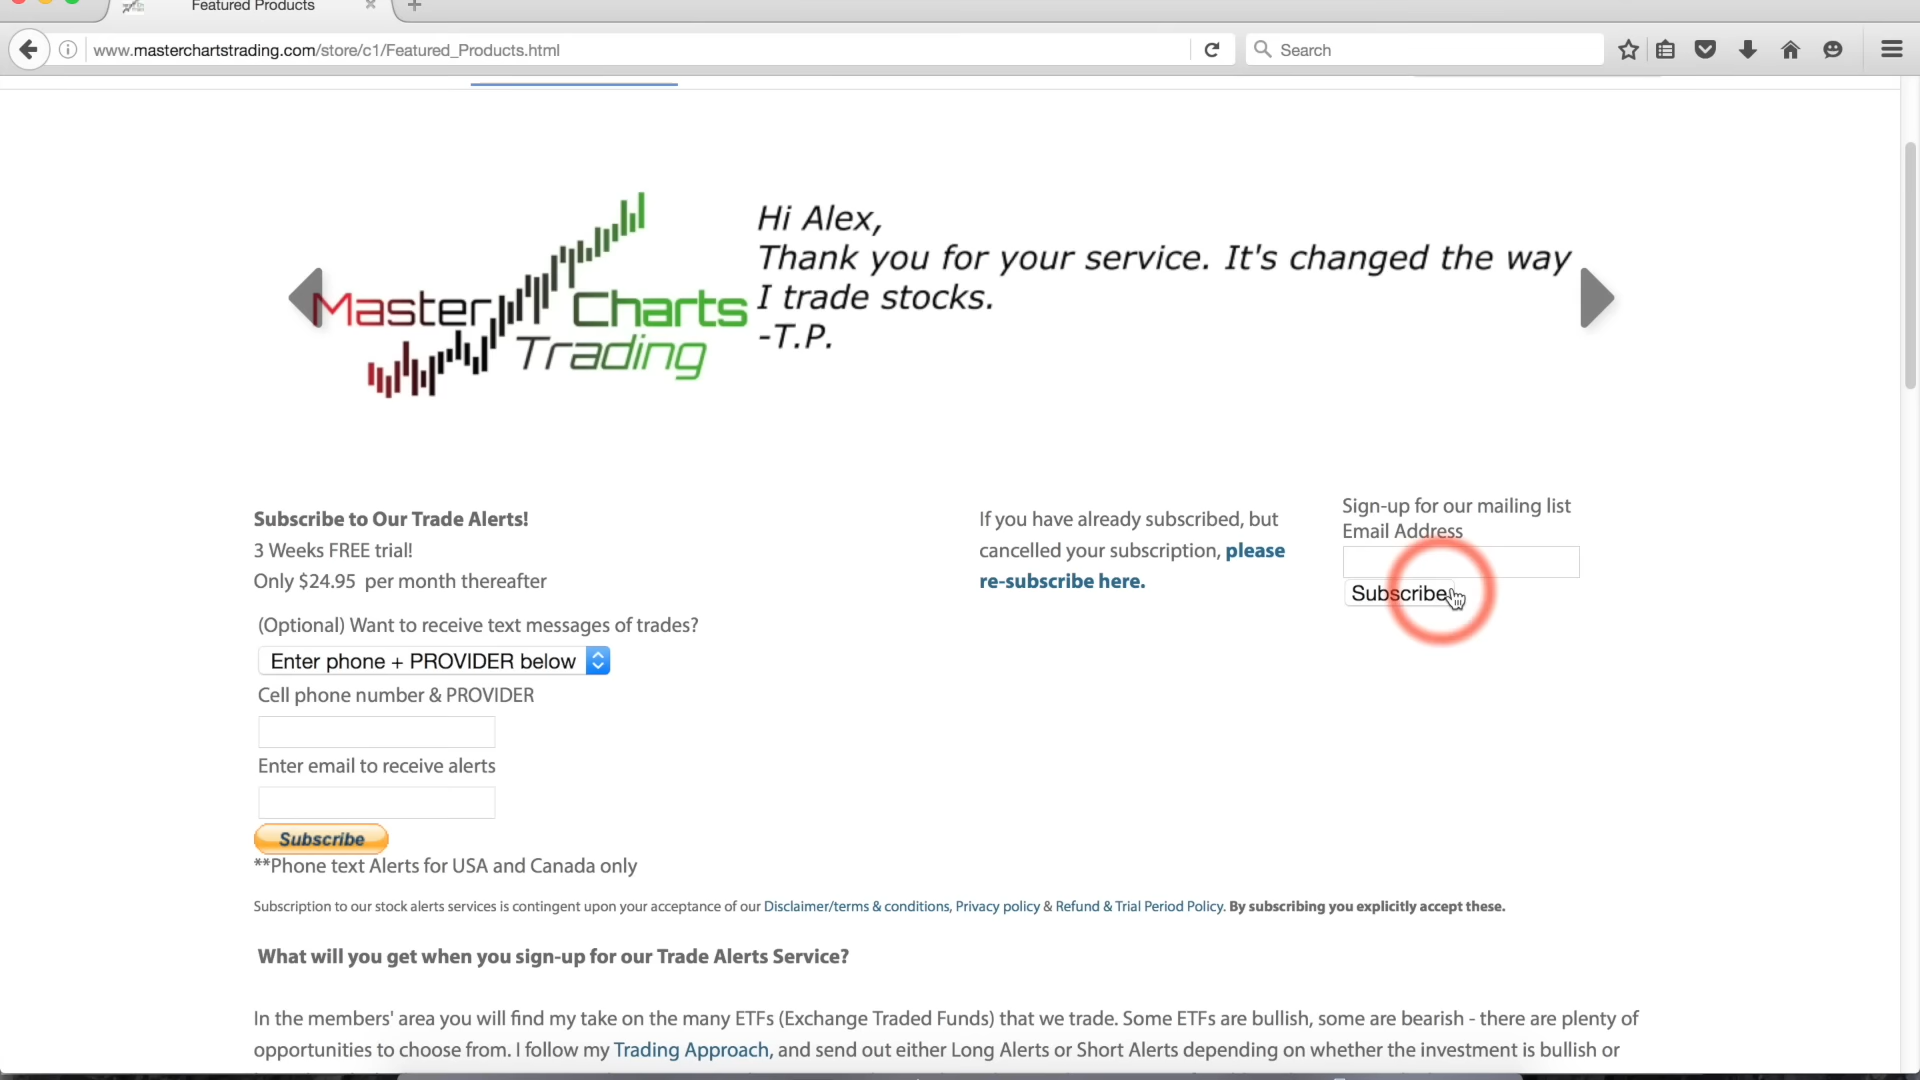 Featured Products
www.masterchartstrading.com/store/c1/Featured_Products.html
Search
Master Charts
Trading
Hi Alex,
Thank you for your service. It's changed the way
I trade stocks.
-T.P.
Subscribe to Our Trade Alerts!
3 Weeks FREE trial!
Only $24.95 per month thereafter
(Optional) Want to receive text messages of trades?
Enter phone + PROVIDER below
Cell phone number & PROVIDER
Enter email to receive alerts
Subscribe
**Phone text Alerts for USA and Canada only
If you have already subscribed, but
cancelled your subscription, please
re-subscribe here.
Sign-up for our mailing list
Email Address
Subscribe
Subscription to our stock alerts services is contingent upon your acceptance of our Disclaimer/terms & conditions, Privacy policy & Refund & Trial Period Policy. By subscribing you explicitly accept these.
What will you get when you sign-up for our Trade Alerts Service?
In the members' area you will find my take on the many ETFs (Exchange Traded Funds) that we trade. Some ETFs are bullish, some are bearish - there are plenty of
opportunities to choose from. I follow my Trading Approach, and send out either Long Alerts or Short Alerts depending on whether the investment is bullish or